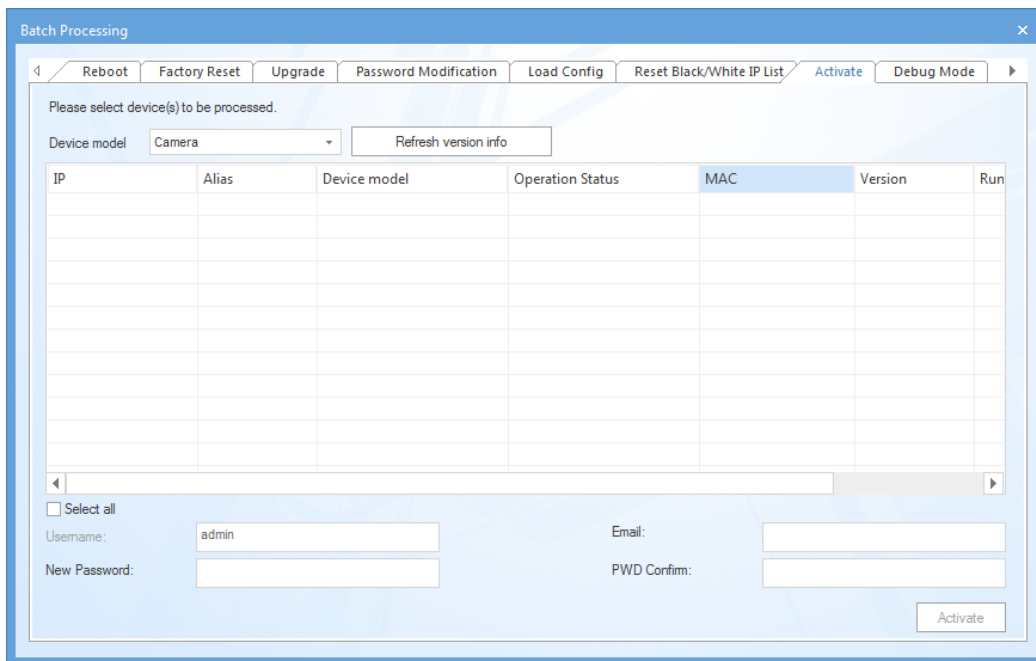 Batch Processing
Reboot Factory Reset Upgrade Password Modification Load Config Reset Black/White IP List Activate Debug Mode
Please select device(s) to be processed.
Device model Camera Refresh version info
IP Alias Device model Operation Status MAC Version Run
Select all
Username: admin Email:
New Password: PWD Confirm:
Activate